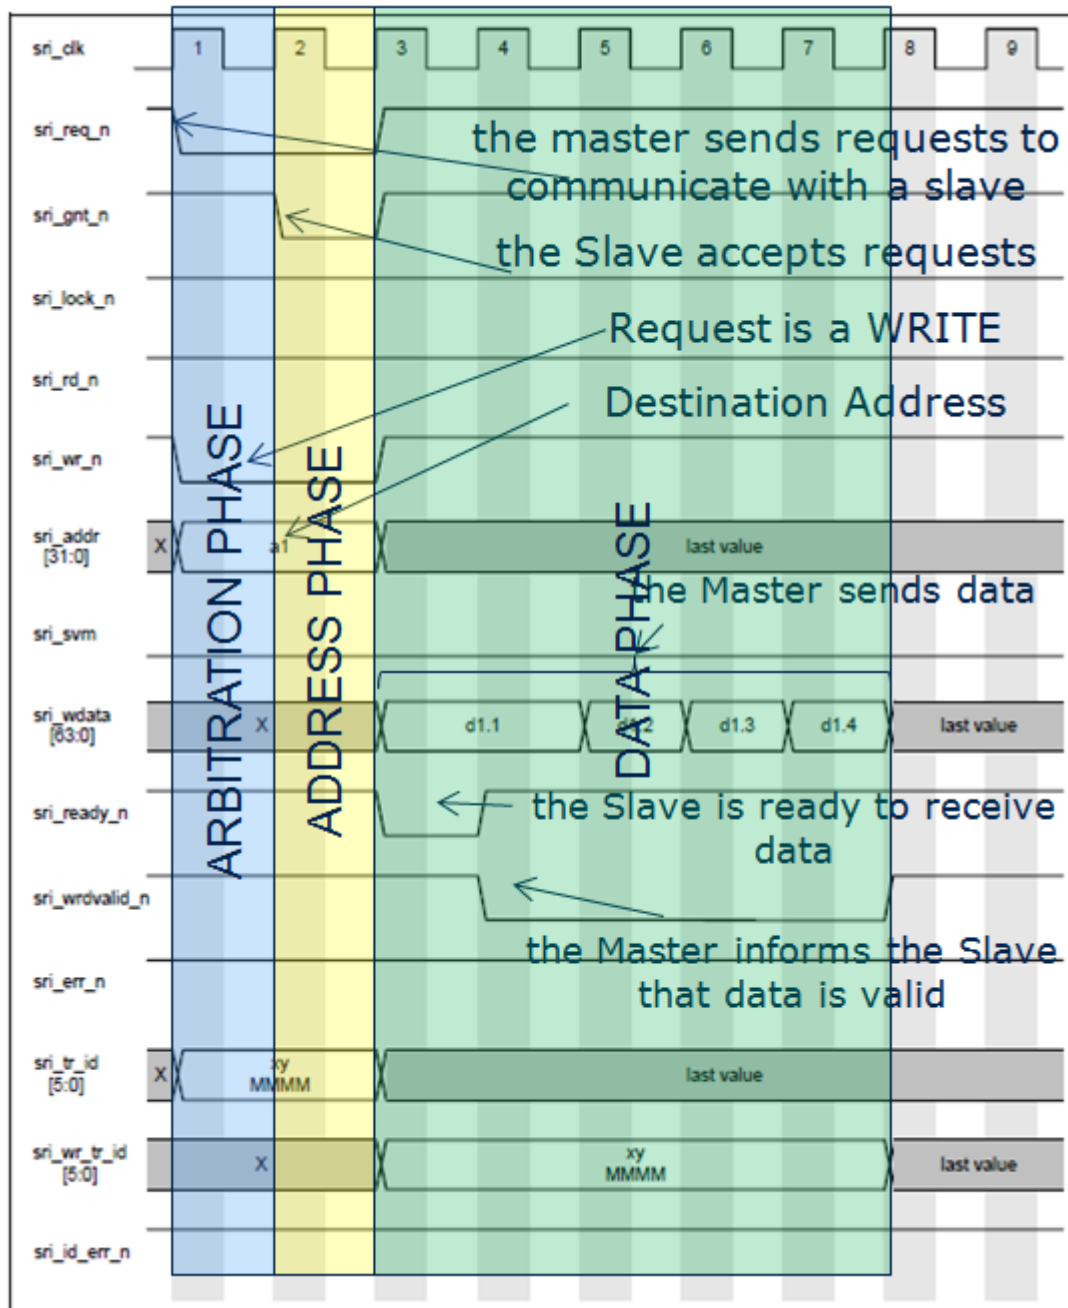 sri_clk 1 2 3 4 5 6 7 8 9
sri_req_n
the master sends requests to
communicate with a slave
sri_gnt_n
the Slave accepts requests
sri_lock_n
Request is a WRITE
sri_rd_n
Destination Address
sri_wr_n
sri_addr
[31:0]
X a1 last value
the Master sends data
sri_svm
sri_wdata
[63:0]
X d1.1 d1.2 d1.3 d1.4 last value
sri_ready_n
the Slave is ready to receive
data
sri_wrdvalid_n
the Master informs the Slave
that data is valid
sri_err_n
sri_tr_id
[5:0]
X xy
MMMM
last value
sri_wr_tr_id
[5:0]
X xy
MMMM
last value
sri_id_err_n
ARBITRATION PHASE
ADDRESS PHASE
DATA PHASE